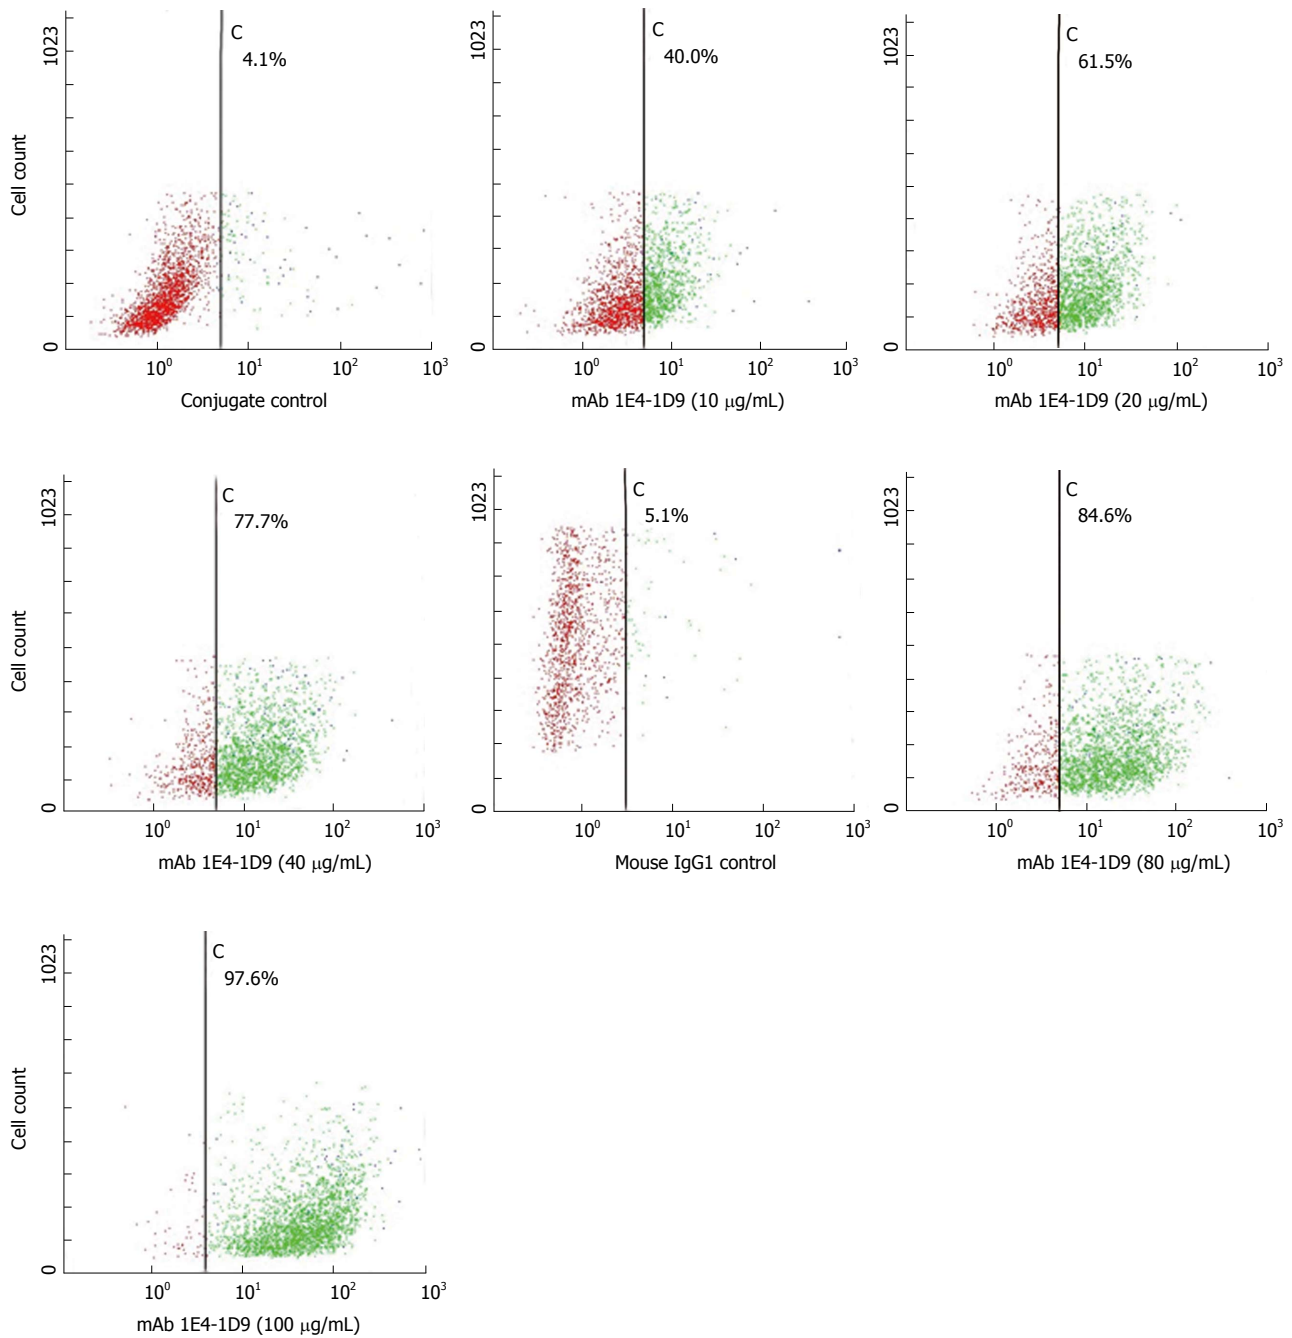 1023
C
4.1%
Cell count
0
10⁰ 10¹ 10² 10³
Conjugate control
1023
C
40.0%
0
10⁰ 10¹ 10² 10³
mAb 1E4-1D9 (10 μg/mL)
1023
C
61.5%
0
10⁰ 10¹ 10² 10³
mAb 1E4-1D9 (20 μg/mL)
1023
C
77.7%
Cell count
0
10⁰ 10¹ 10² 10³
mAb 1E4-1D9 (40 μg/mL)
1023
C
5.1%
0
10⁰ 10¹ 10² 10³
Mouse IgG1 control
1023
C
84.6%
0
10⁰ 10¹ 10² 10³
mAb 1E4-1D9 (80 μg/mL)
1023
C
97.6%
Cell count
0
10⁰ 10¹ 10² 10³
mAb 1E4-1D9 (100 μg/mL)